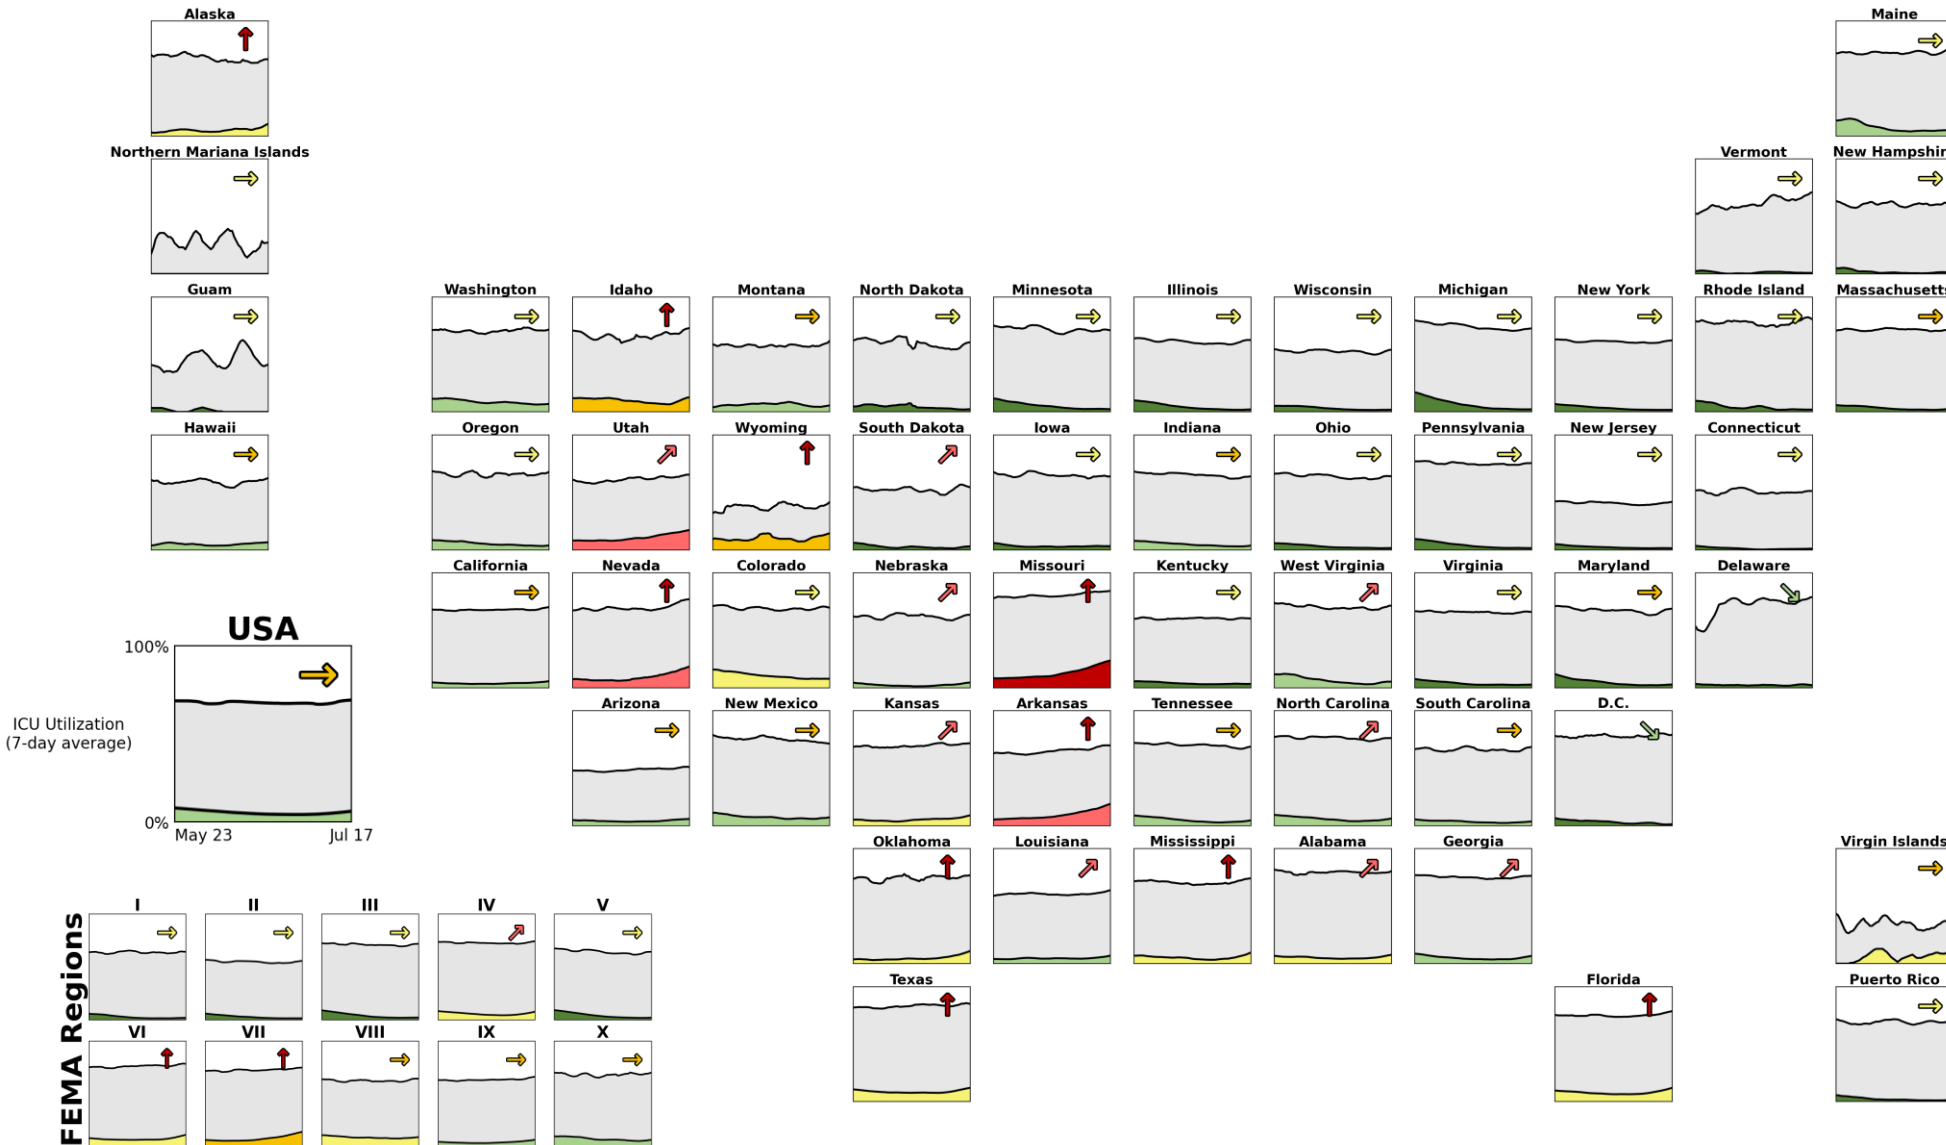 Alaska
Maine
Northern Mariana Islands
Vermont
New Hampshir
Guam
Washington
Idaho
Montana
North Dakota
Minnesota
Illinois
Wisconsin
Michigan
New York
Rhode Island
Massachusetts
Hawaii
Oregon
Utah
Wyoming
South Dakota
Iowa
Indiana
Ohio
Pennsylvania
New Jersey
Connecticut
California
Nevada
Colorado
Nebraska
Missouri
Kentucky
West Virginia
Virginia
Maryland
Delaware
USA
100%
ICU Utilization
(7-day average)
0%
May 23
Jul 17
Arizona
New Mexico
Kansas
Arkansas
Tennessee
North Carolina
South Carolina
D.C.
Oklahoma
Louisiana
Mississippi
Alabama
Georgia
Virgin Islands
Texas
Florida
Puerto Rico
FEMA Regions
I
II
III
IV
V
VI
VII
VIII
IX
X